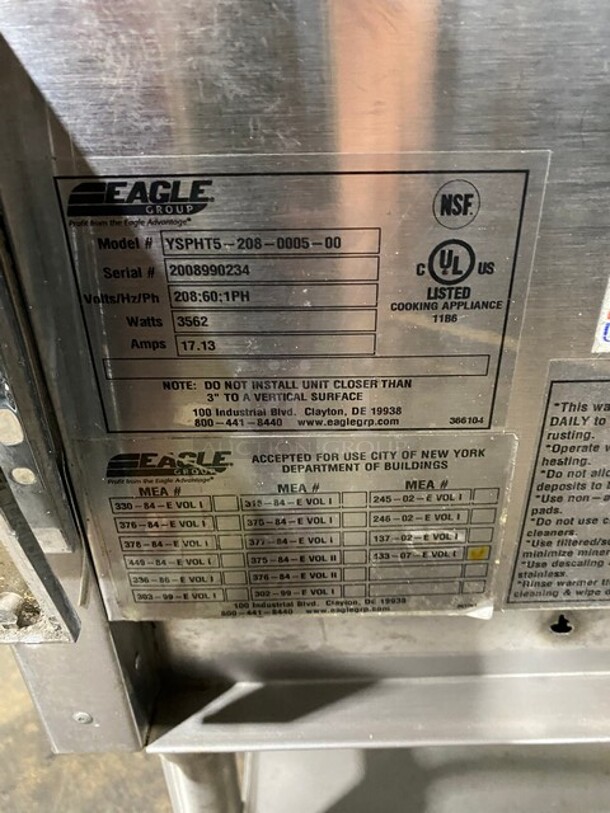 EAGLE
GROUP
Profit from the Eagle Advantage®
NSF
Model # YSPHT5-208-0005-00
Serial # 2008990234
Volts/Hz/Ph 208:60:1PH
Watts 3562
Amps 17.13
C UL US
LISTED
COOKING APPLIANCE
11B6
NOTE: DO NOT INSTALL UNIT CLOSER THAN
3" TO A VERTICAL SURFACE
100 Industrial Blvd. Clayton, DE 19938
800-441-8440 www.eaglegrp.com
366104
EAGLE
GROUP
Profit from the Eagle Advantage®
ACCEPTED FOR USE CITY OF NEW YORK
DEPARTMENT OF BUILDINGS
MEA # MEA # MEA #
330-84-E VOL I 315-84-E VOL I 245-02-E VOL I
376-84-E VOL I 375-84-E VOL I 246-02-E VOL I
378-84-E VOL I 377-84-E VOL I 137-02-E VOL I
449-84-E VOL I 375-84-E VOL II 133-07-E VOL I
236-86-E VOL I 376-84-E VOL II
303-99-E VOL I 302-99-E VOL I
100 Industrial Blvd. Clayton, DE 19938
800-441-8440 www.eaglegrp.com
*This
DAILY to
rusting.
*Operate
heating.
*Do not
deposits to
*Use non-
pads.
*Do not use
cleaners.
*Use filtered/
minimize
*Use descaling
stainless.
*Rinse warmer
cleaning & wipe